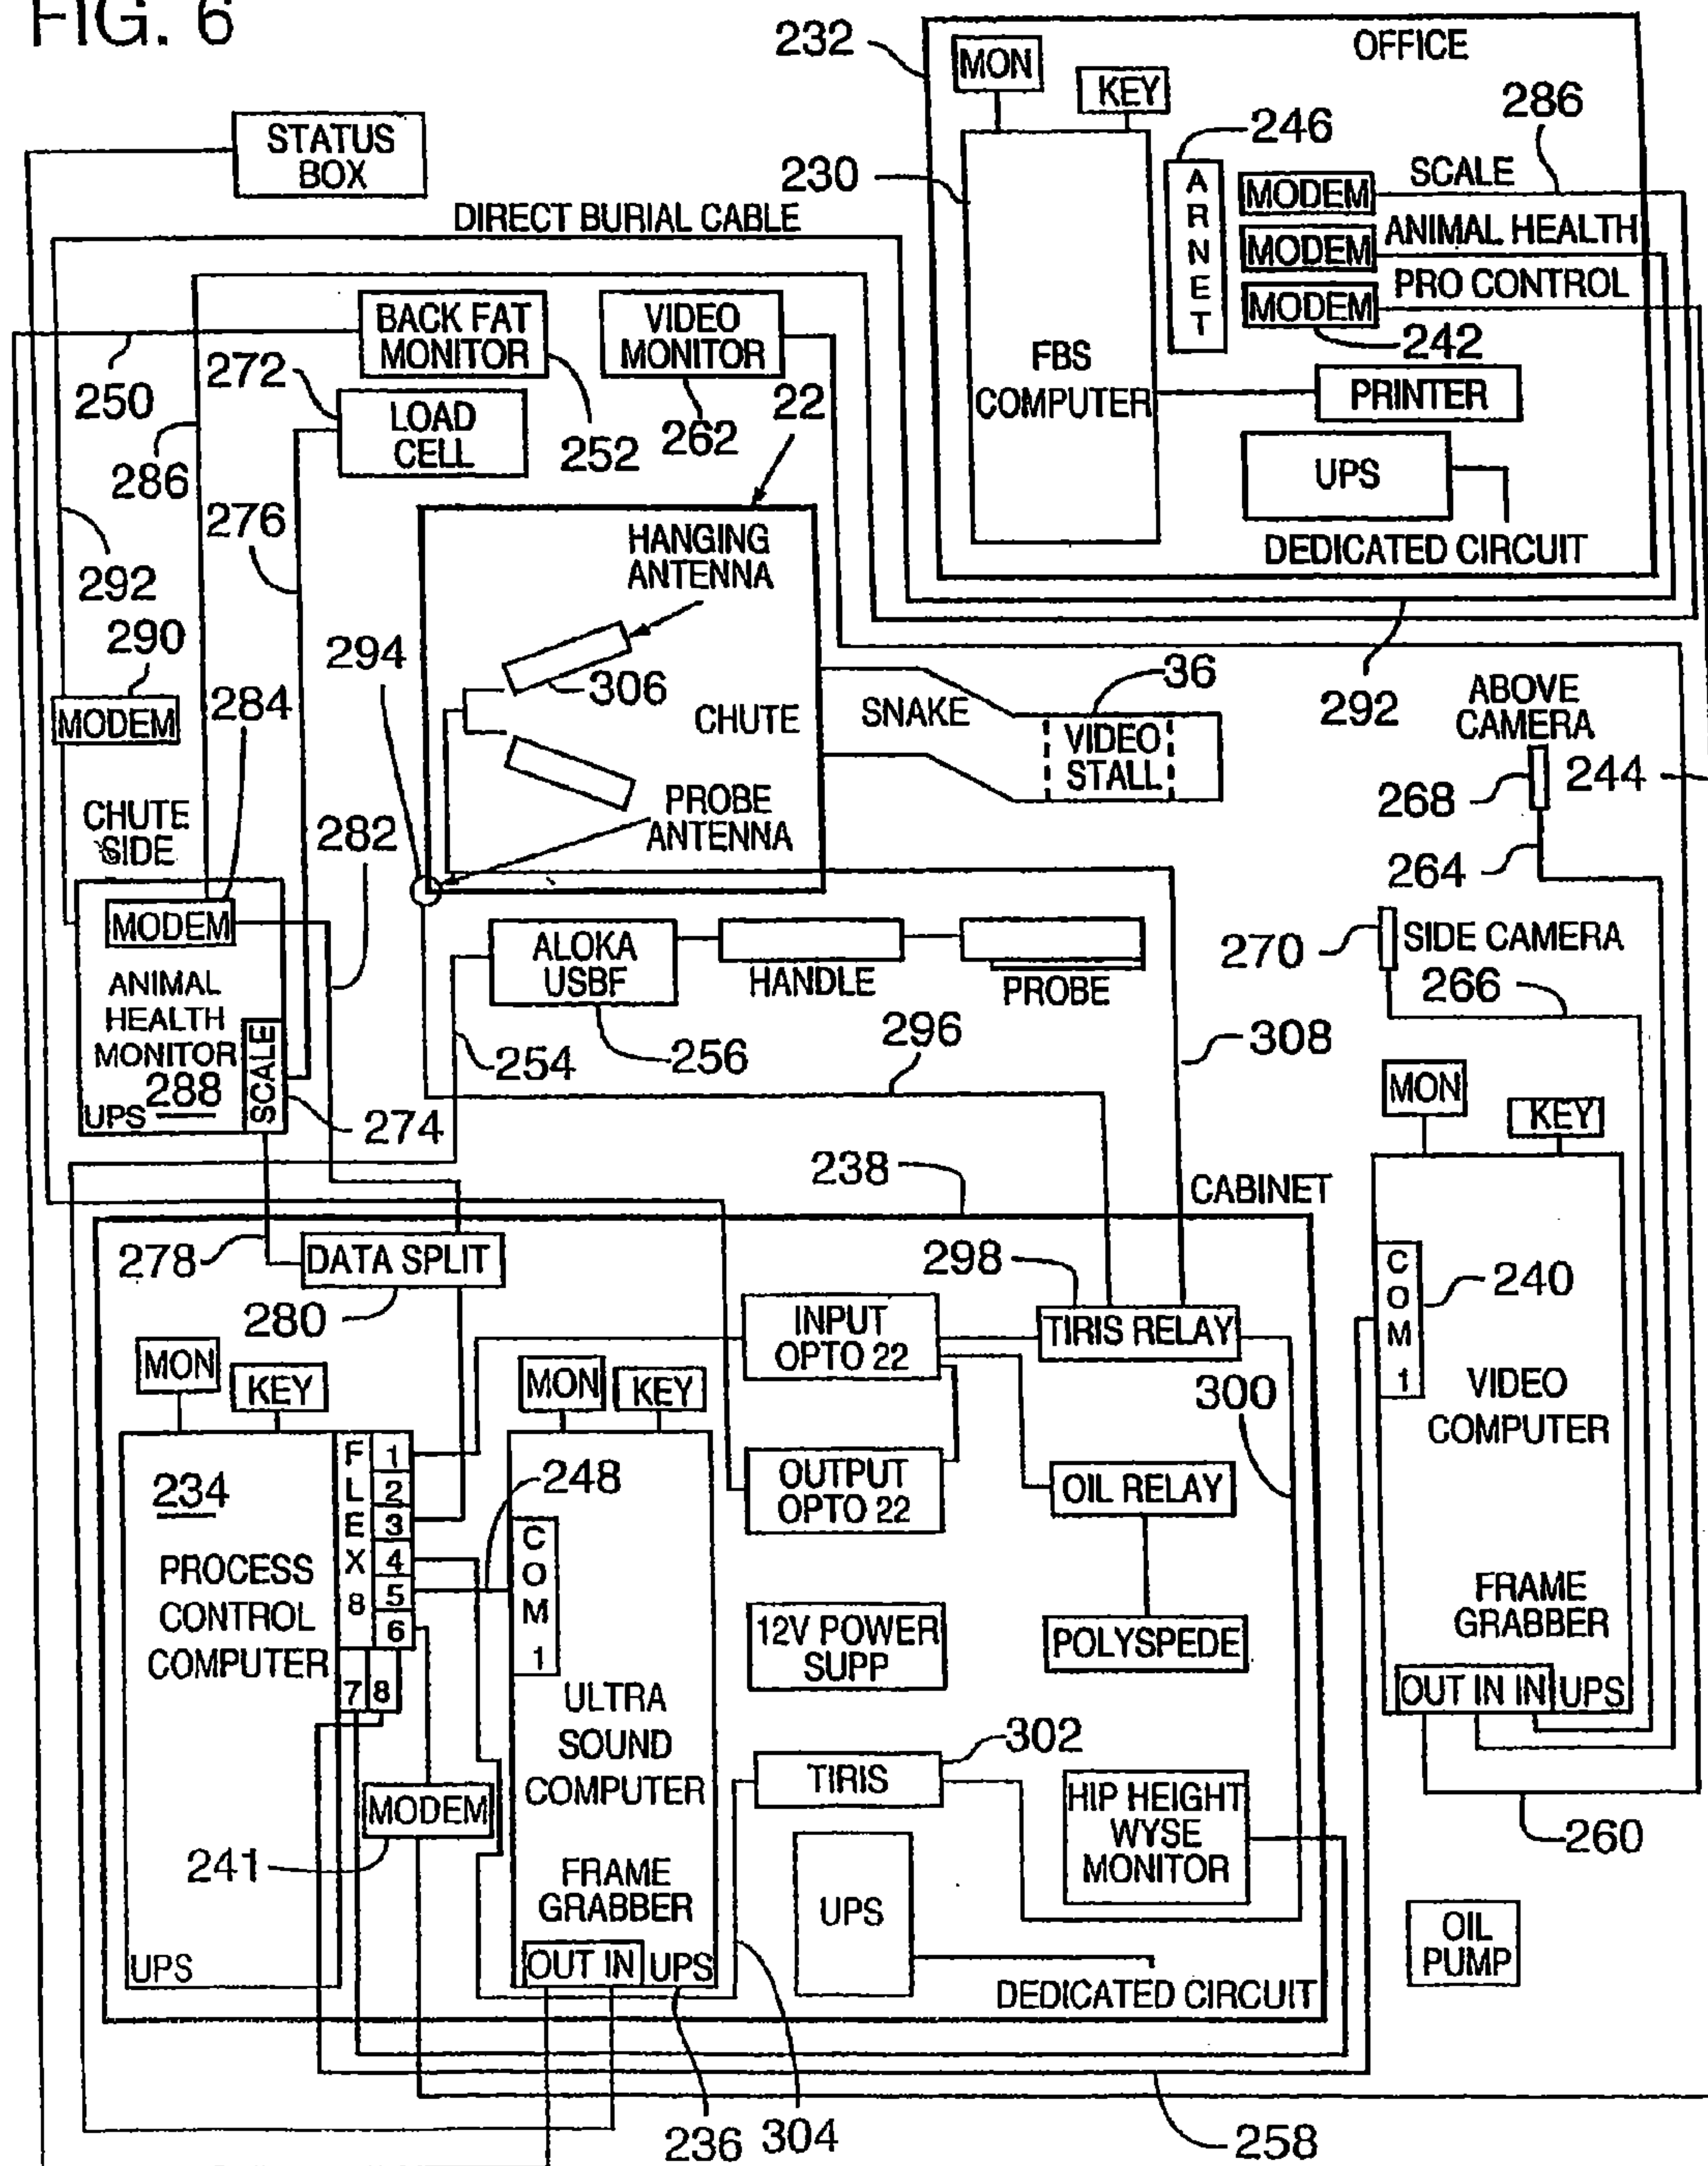 FIG. 6
232
MON
KEY
OFFICE
246
286
STATUS
BOX
230
ARNET
MODEM
SCALE
DIRECT BURIAL CABLE
MODEM
ANIMAL HEALTH
MODEM
PRO CONTROL
242
BACK FAT
MONITOR
VIDEO
MONITOR
FBS
COMPUTER
PRINTER
250
272
LOAD
CELL
252
262
22
286
UPS
276
HANGING
ANTENNA
DEDICATED CIRCUIT
292
290
294
306
36
292
ABOVE
CAMERA
MODEM
284
CHUTE
SNAKE
VIDEO
STALL
268
244
CHUTE
SIDE
282
PROBE
ANTENNA
264
MODEM
ALOKA
USBF
HANDLE
PROBE
270
SIDE CAMERA
266
ANIMAL
HEALTH
MONITOR
288
UPS
SCALE
274
254
256
296
308
MON
KEY
238
CABINET
278
DATA SPLIT
280
298
INPUT
OPTO 22
TIRIS RELAY
COM 1
240
VIDEO
COMPUTER
MON
KEY
MON
KEY
300
234
PROCESS
CONTROL
COMPUTER
FLEX 8
1
2
3
4
5
6
7
8
248
COM 1
OUTPUT
OPTO 22
OIL RELAY
FRAME
GRABBER
12V POWER
SUPP
POLYSPEDE
OUT IN IN
UPS
ULTRA
SOUND
COMPUTER
302
TIRIS
MODEM
241
HIP HEIGHT
WYSE
MONITOR
260
FRAME
GRABBER
UPS
OIL
PUMP
UPS
OUT IN
UPS
DEDICATED CIRCUIT
236
304
258